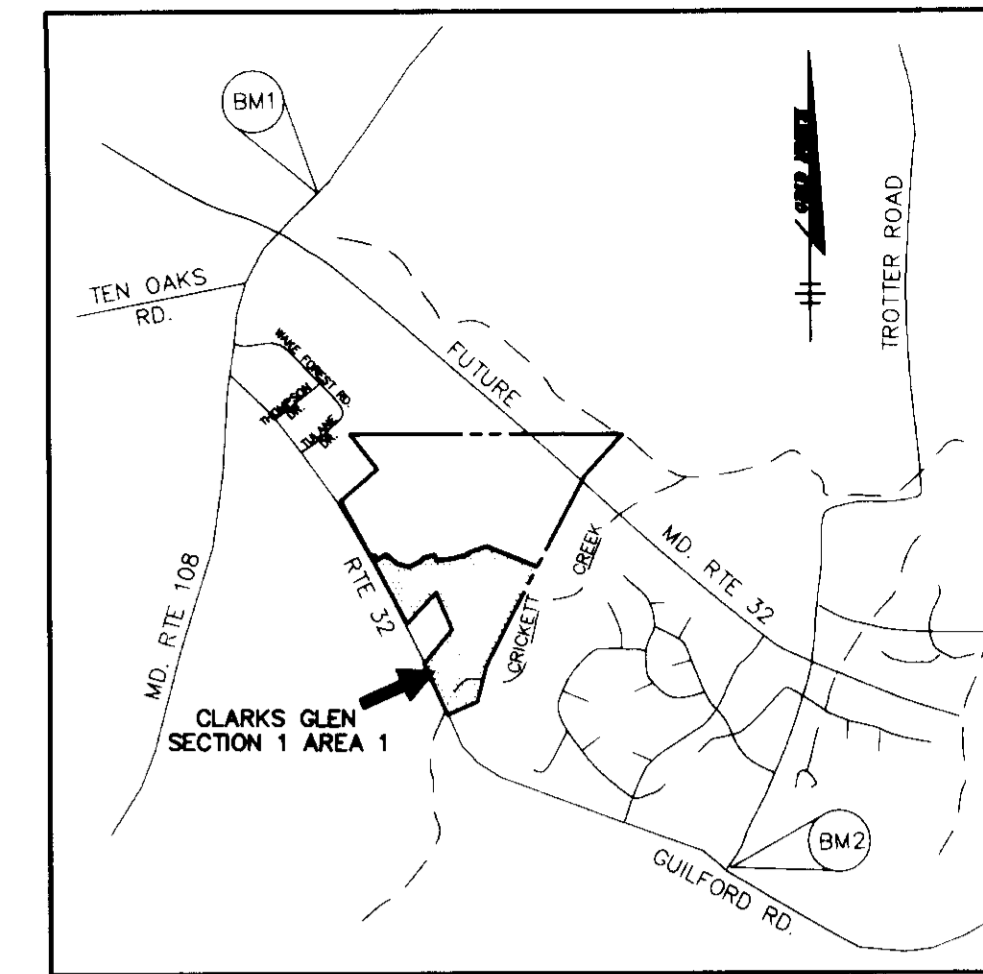 BM1
TEN OAKS
RD.
WAKE FOREST RD.
THOMPSON
DR.
TULANE
DR.
FUTURE
TROTTER ROAD
MD. RTE 32
CREEK
CRICKETT
RTE 32
MD. RTE 108
CLARKS GLEN
SECTION 1 AREA 1
BM2
GUILFORD RD.